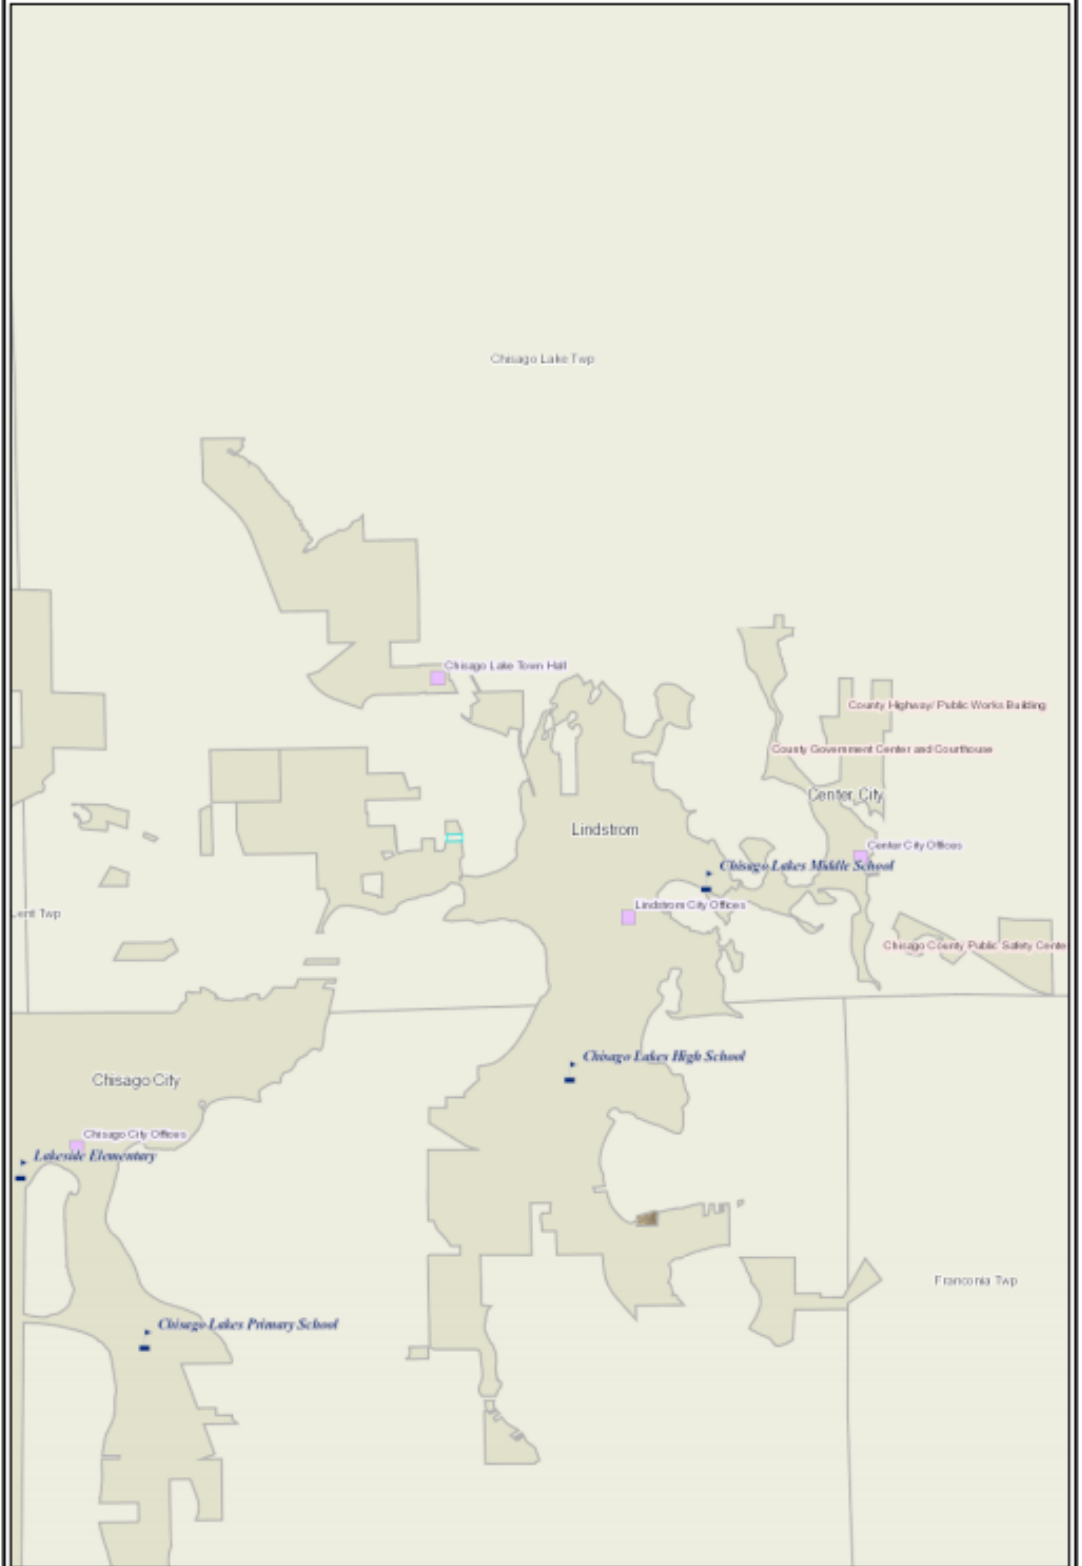 Chisago Lake Twp
Chisago Lake Town Hall
County Highway/ Public Works Building
County Government Center and Courthouse
Center City
Lindstrom
Center City Offices
Chisago Lakes Middle School
Lindstrom City Offices
Lent Twp
Chisago County Public Safety Cente
Chisago Lakes High School
Chisago City
Chisago City Offices
Lakeside Elementary
Franconia Twp
Chisago Lakes Primary School